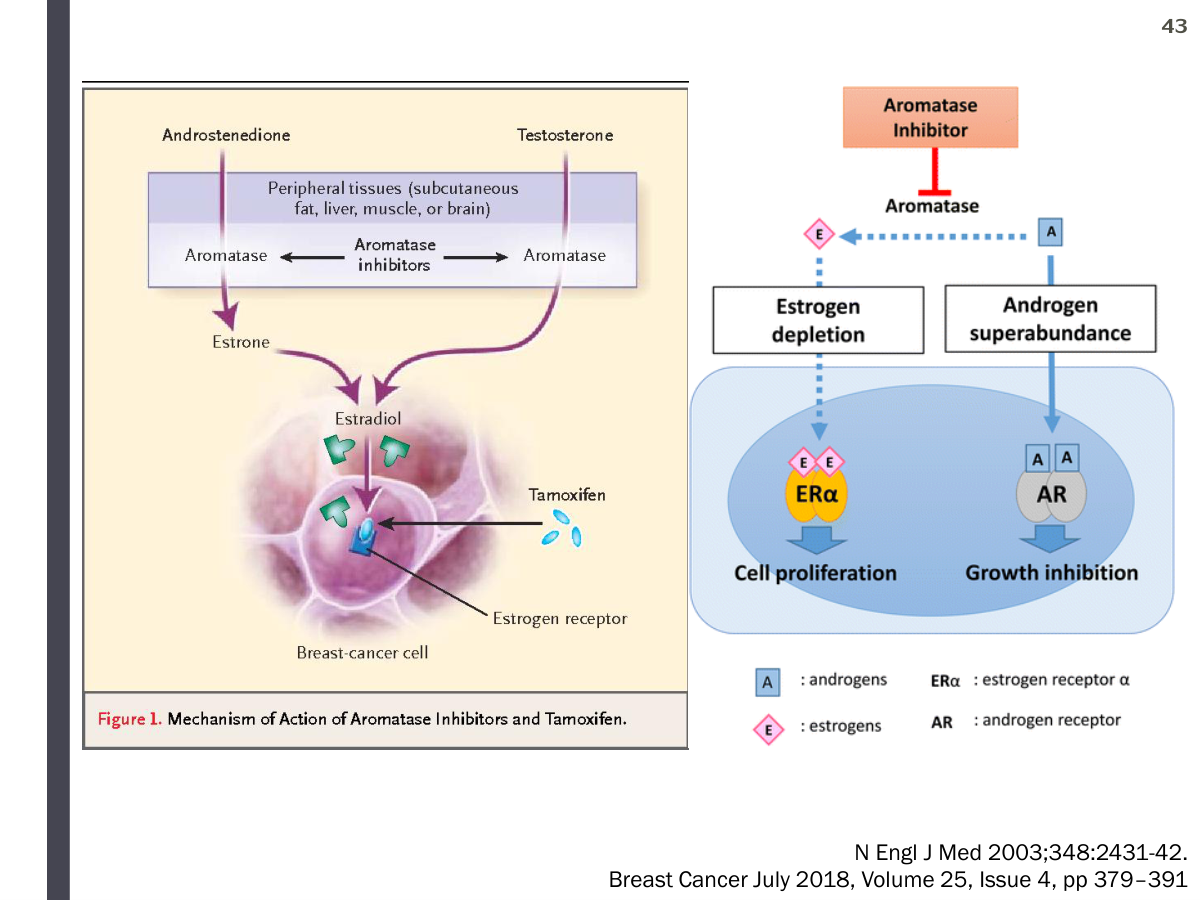 43
Androstenedione
Testosterone
Peripheral tissues (subcutaneous
fat, liver, muscle, or brain)
Aromatase
Aromatase
inhibitors
Aromatase
Estrone
Estradiol
Tamoxifen
Estrogen receptor
Breast-cancer cell
Figure 1. Mechanism of Action of Aromatase Inhibitors and Tamoxifen.
Aromatase
Inhibitor
Aromatase
E
A
Estrogen
depletion
Androgen
superabundance
E E
A A
ERα
AR
Cell proliferation
Growth inhibition
A : androgens
ERα : estrogen receptor α
E : estrogens
AR : androgen receptor
N Engl J Med 2003;348:2431-42.
Breast Cancer July 2018, Volume 25, Issue 4, pp 379–391